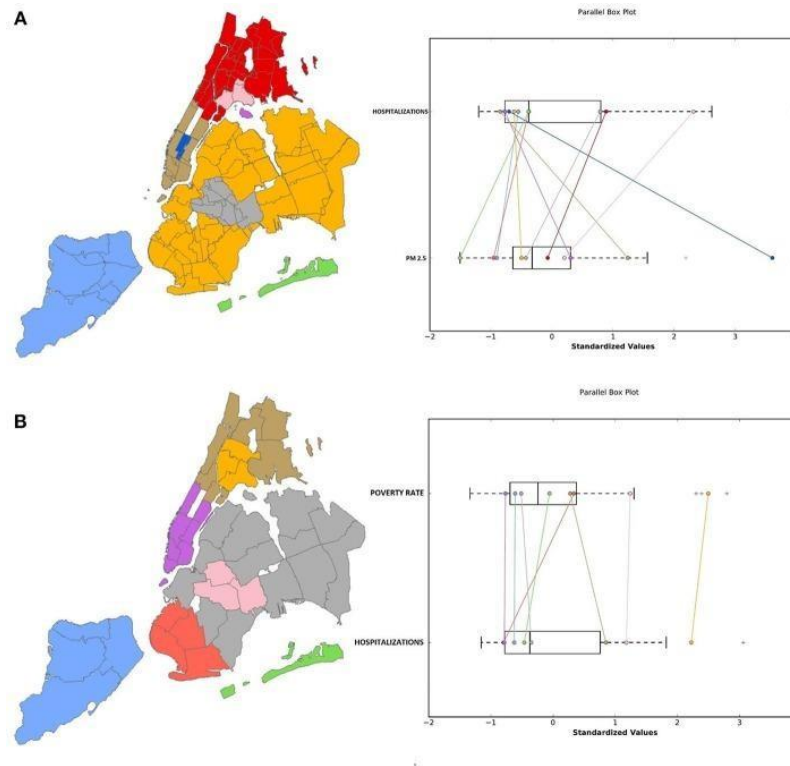 A
Parallel Box Plot
HOSPITALIZATIONS
PM 2.5
−2 −1 0 1 2 3
Standardized Values
B
Parallel Box Plot
POVERTY RATE
HOSPITALIZATIONS
−2 −1 0 1 2 3
Standardized Values